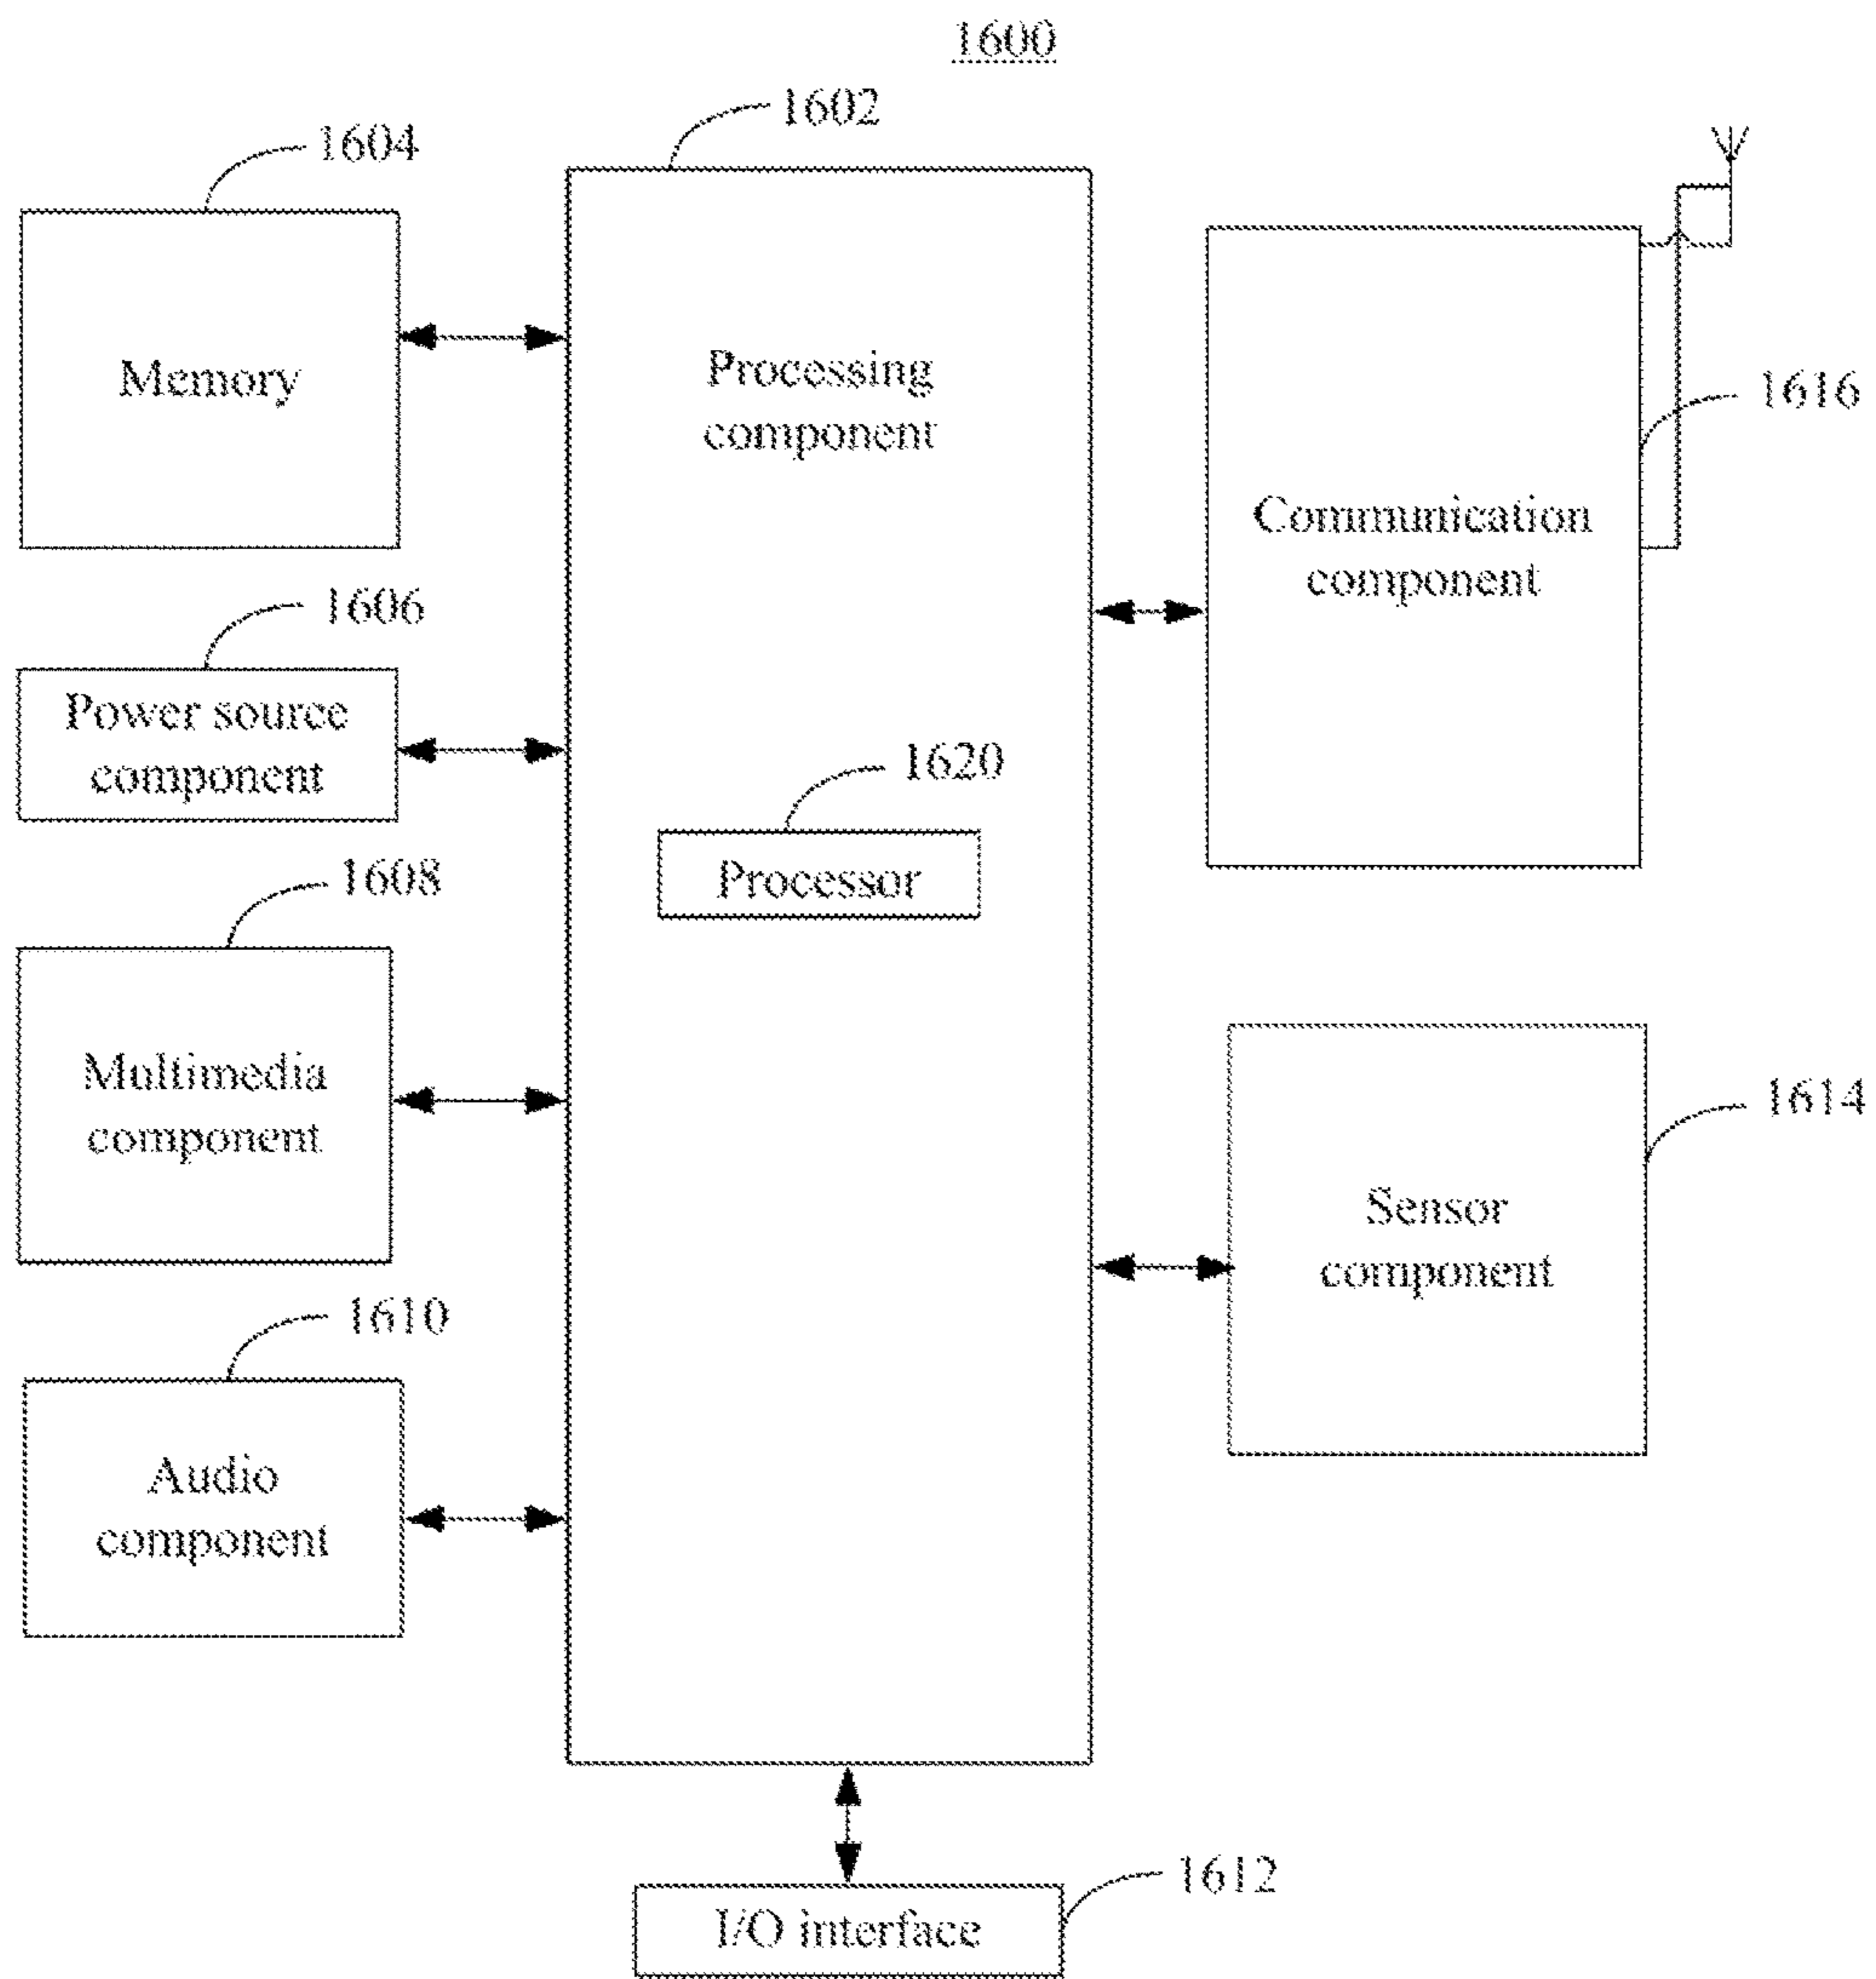 1600
1602
1604
Memory
Processing
component
1616
Communication
component
1606
Power source
component
1620
Processor
1608
Multimedia
component
1614
Sensor
component
1610
Audio
component
1612
I/O interface